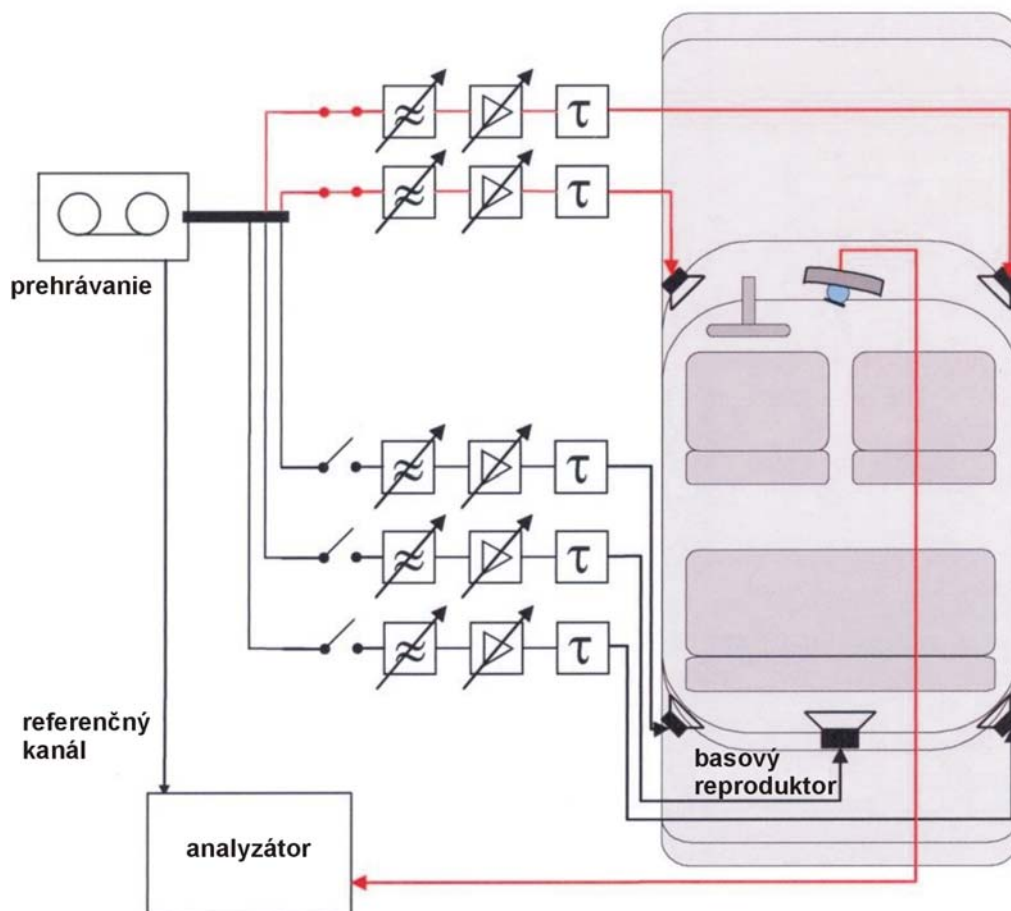 τ
τ
prehrávanie
τ
τ
τ
referenčný
kanál
basový
reproduktor
analyzátor